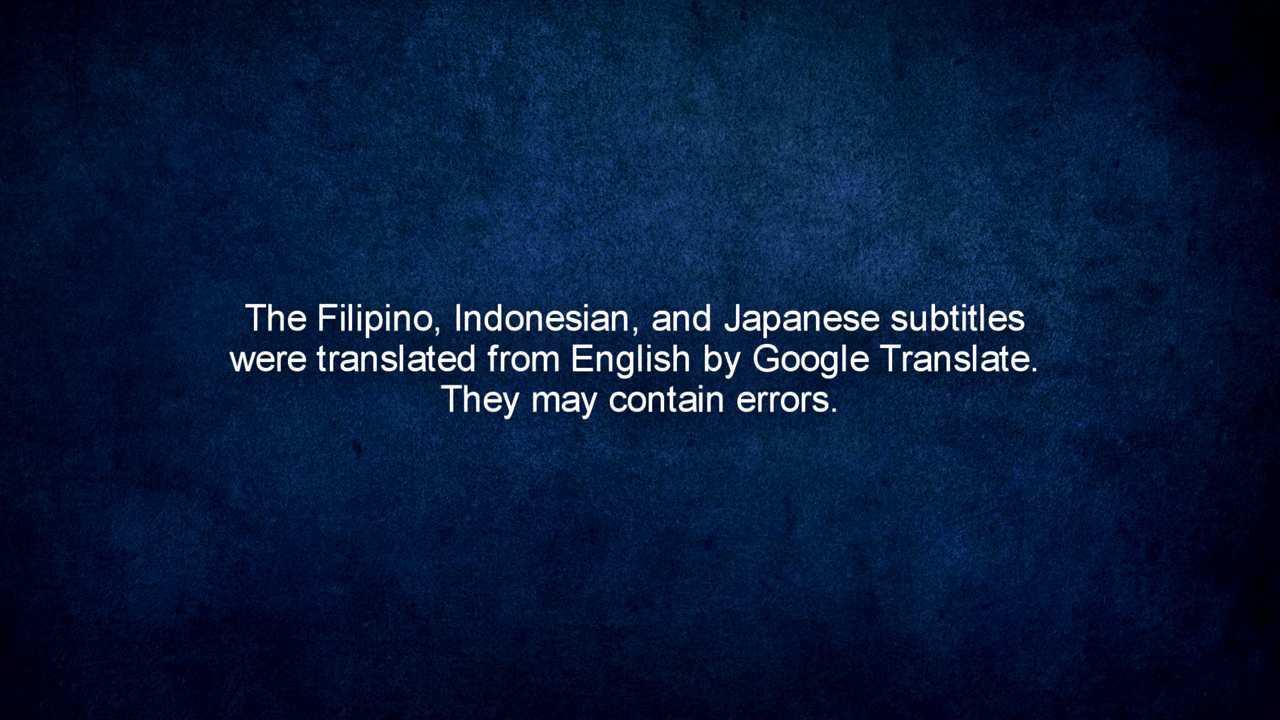 The Filipino, Indonesian, and Japanese subtitles
were translated from English by Google Translate.
They may contain errors.